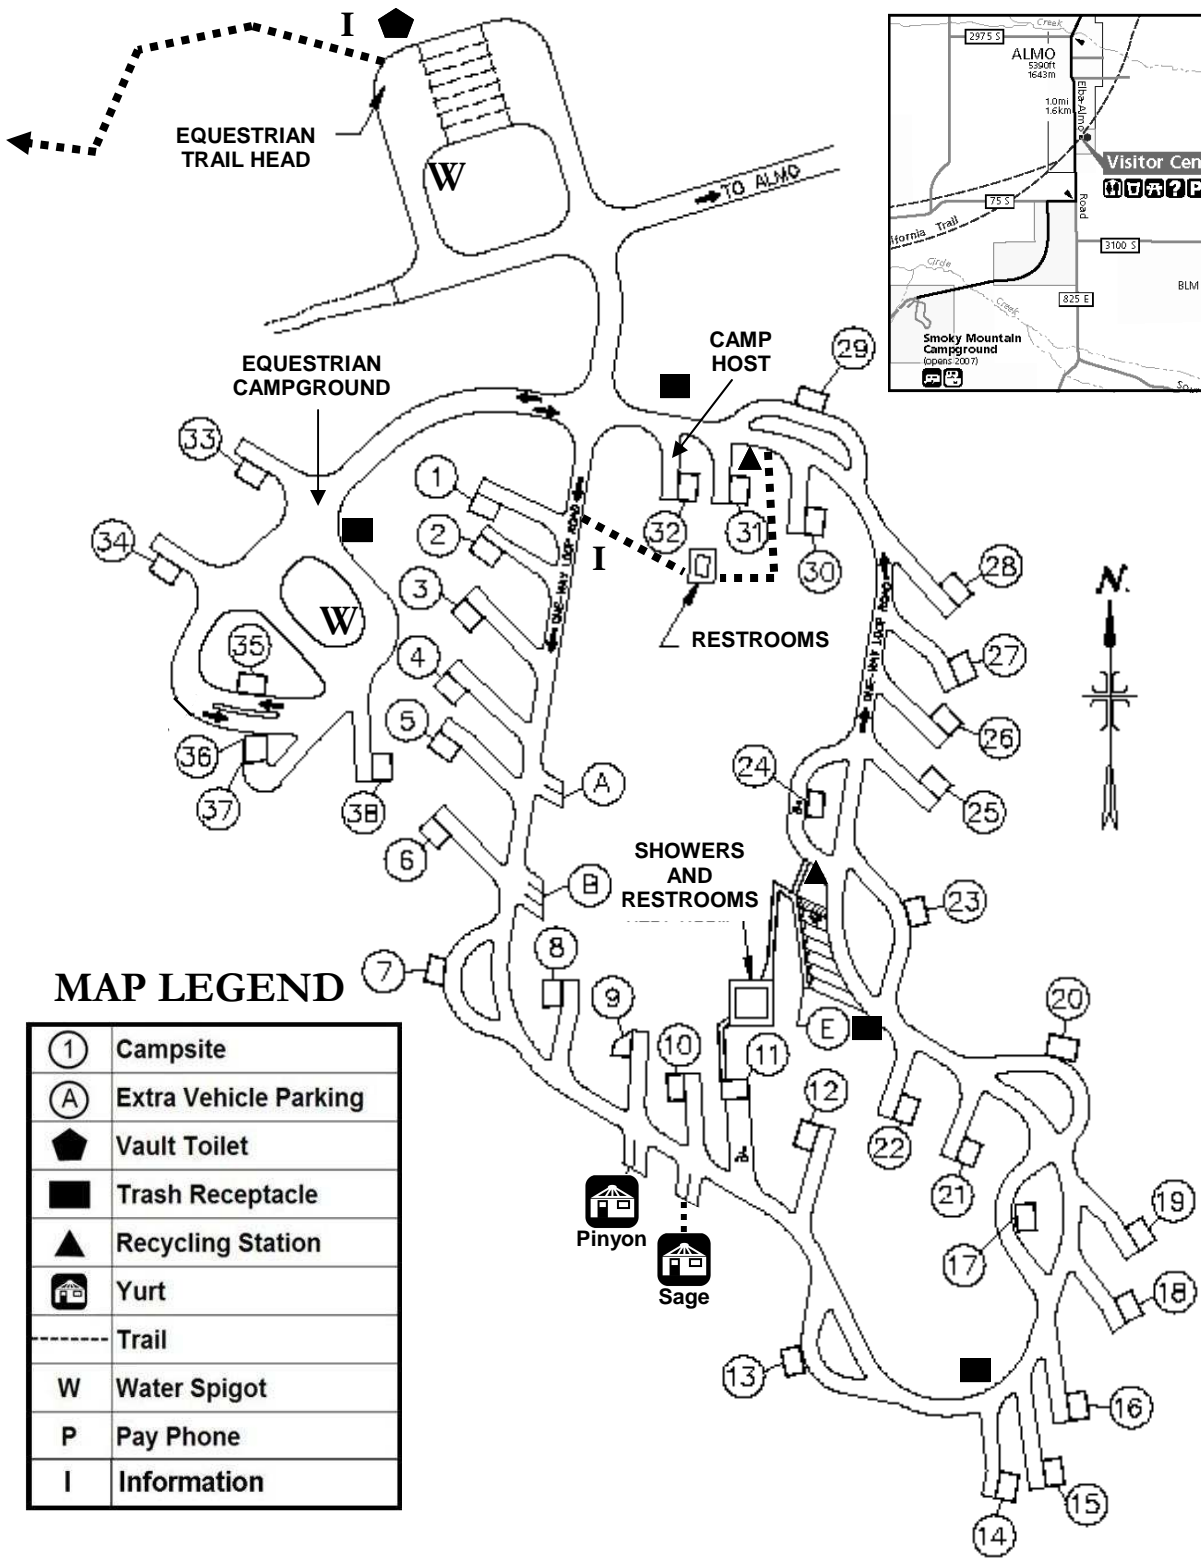 I
EQUESTRIAN
TRAIL HEAD
W
TO ALMO
2975 S
Creek
ALMO
5390ft
1643m
1.0mi
1.6km
Elba-Almo
Road
Visitor Cen
75 S
ifornia Trail
3100 S
Circle
Creek
BLM
825 E
Smoky Mountain
Campground
(opens 2007)
EQUESTRIAN
CAMPGROUND
CAMP
HOST
29
33
1
32
31
30
34
2
I
28
3
ONE-WAY LOOP ROAD
W
RESTROOMS
N
35
4
27
5
ONE-WAY LOOP ROAD
26
36
37
38
A
24
25
6
SHOWERS
AND
RESTROOMS
B
23
7
8
9
10
11
E
20
12
22
21
19
17
18
Pinyon
Sage
13
16
15
14
MAP LEGEND
1 Campsite
A Extra Vehicle Parking
Vault Toilet
Trash Receptacle
Recycling Station
Yurt
Trail
W Water Spigot
P Pay Phone
I Information